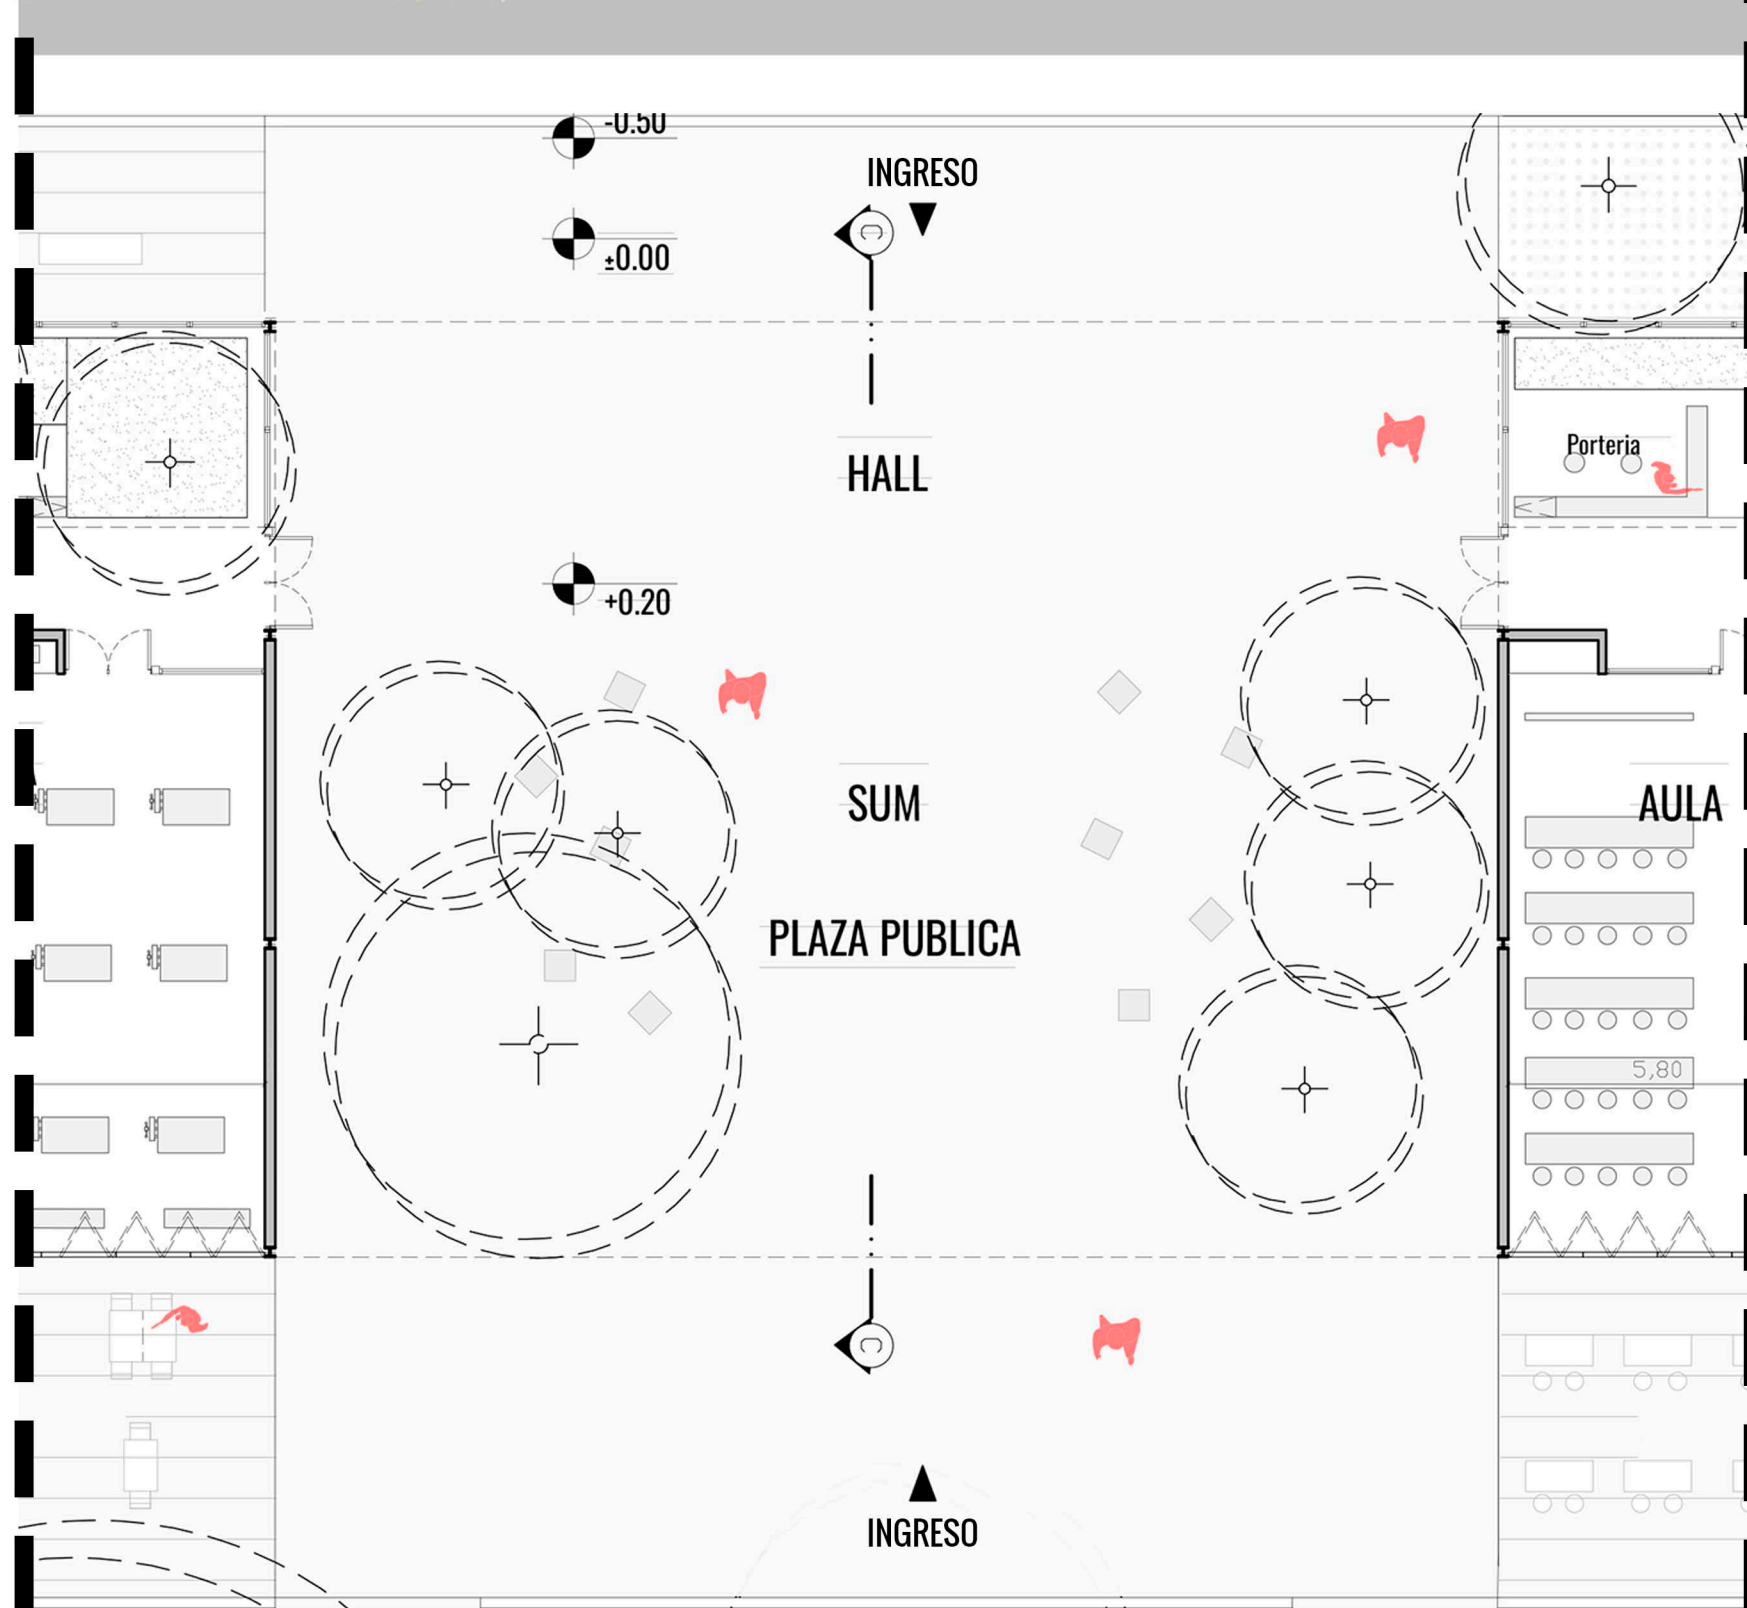 -0.50
INGRESO
±0.00
HALL
Porteria
+0.20
SUM
AULA
PLAZA PUBLICA
5,80
INGRESO